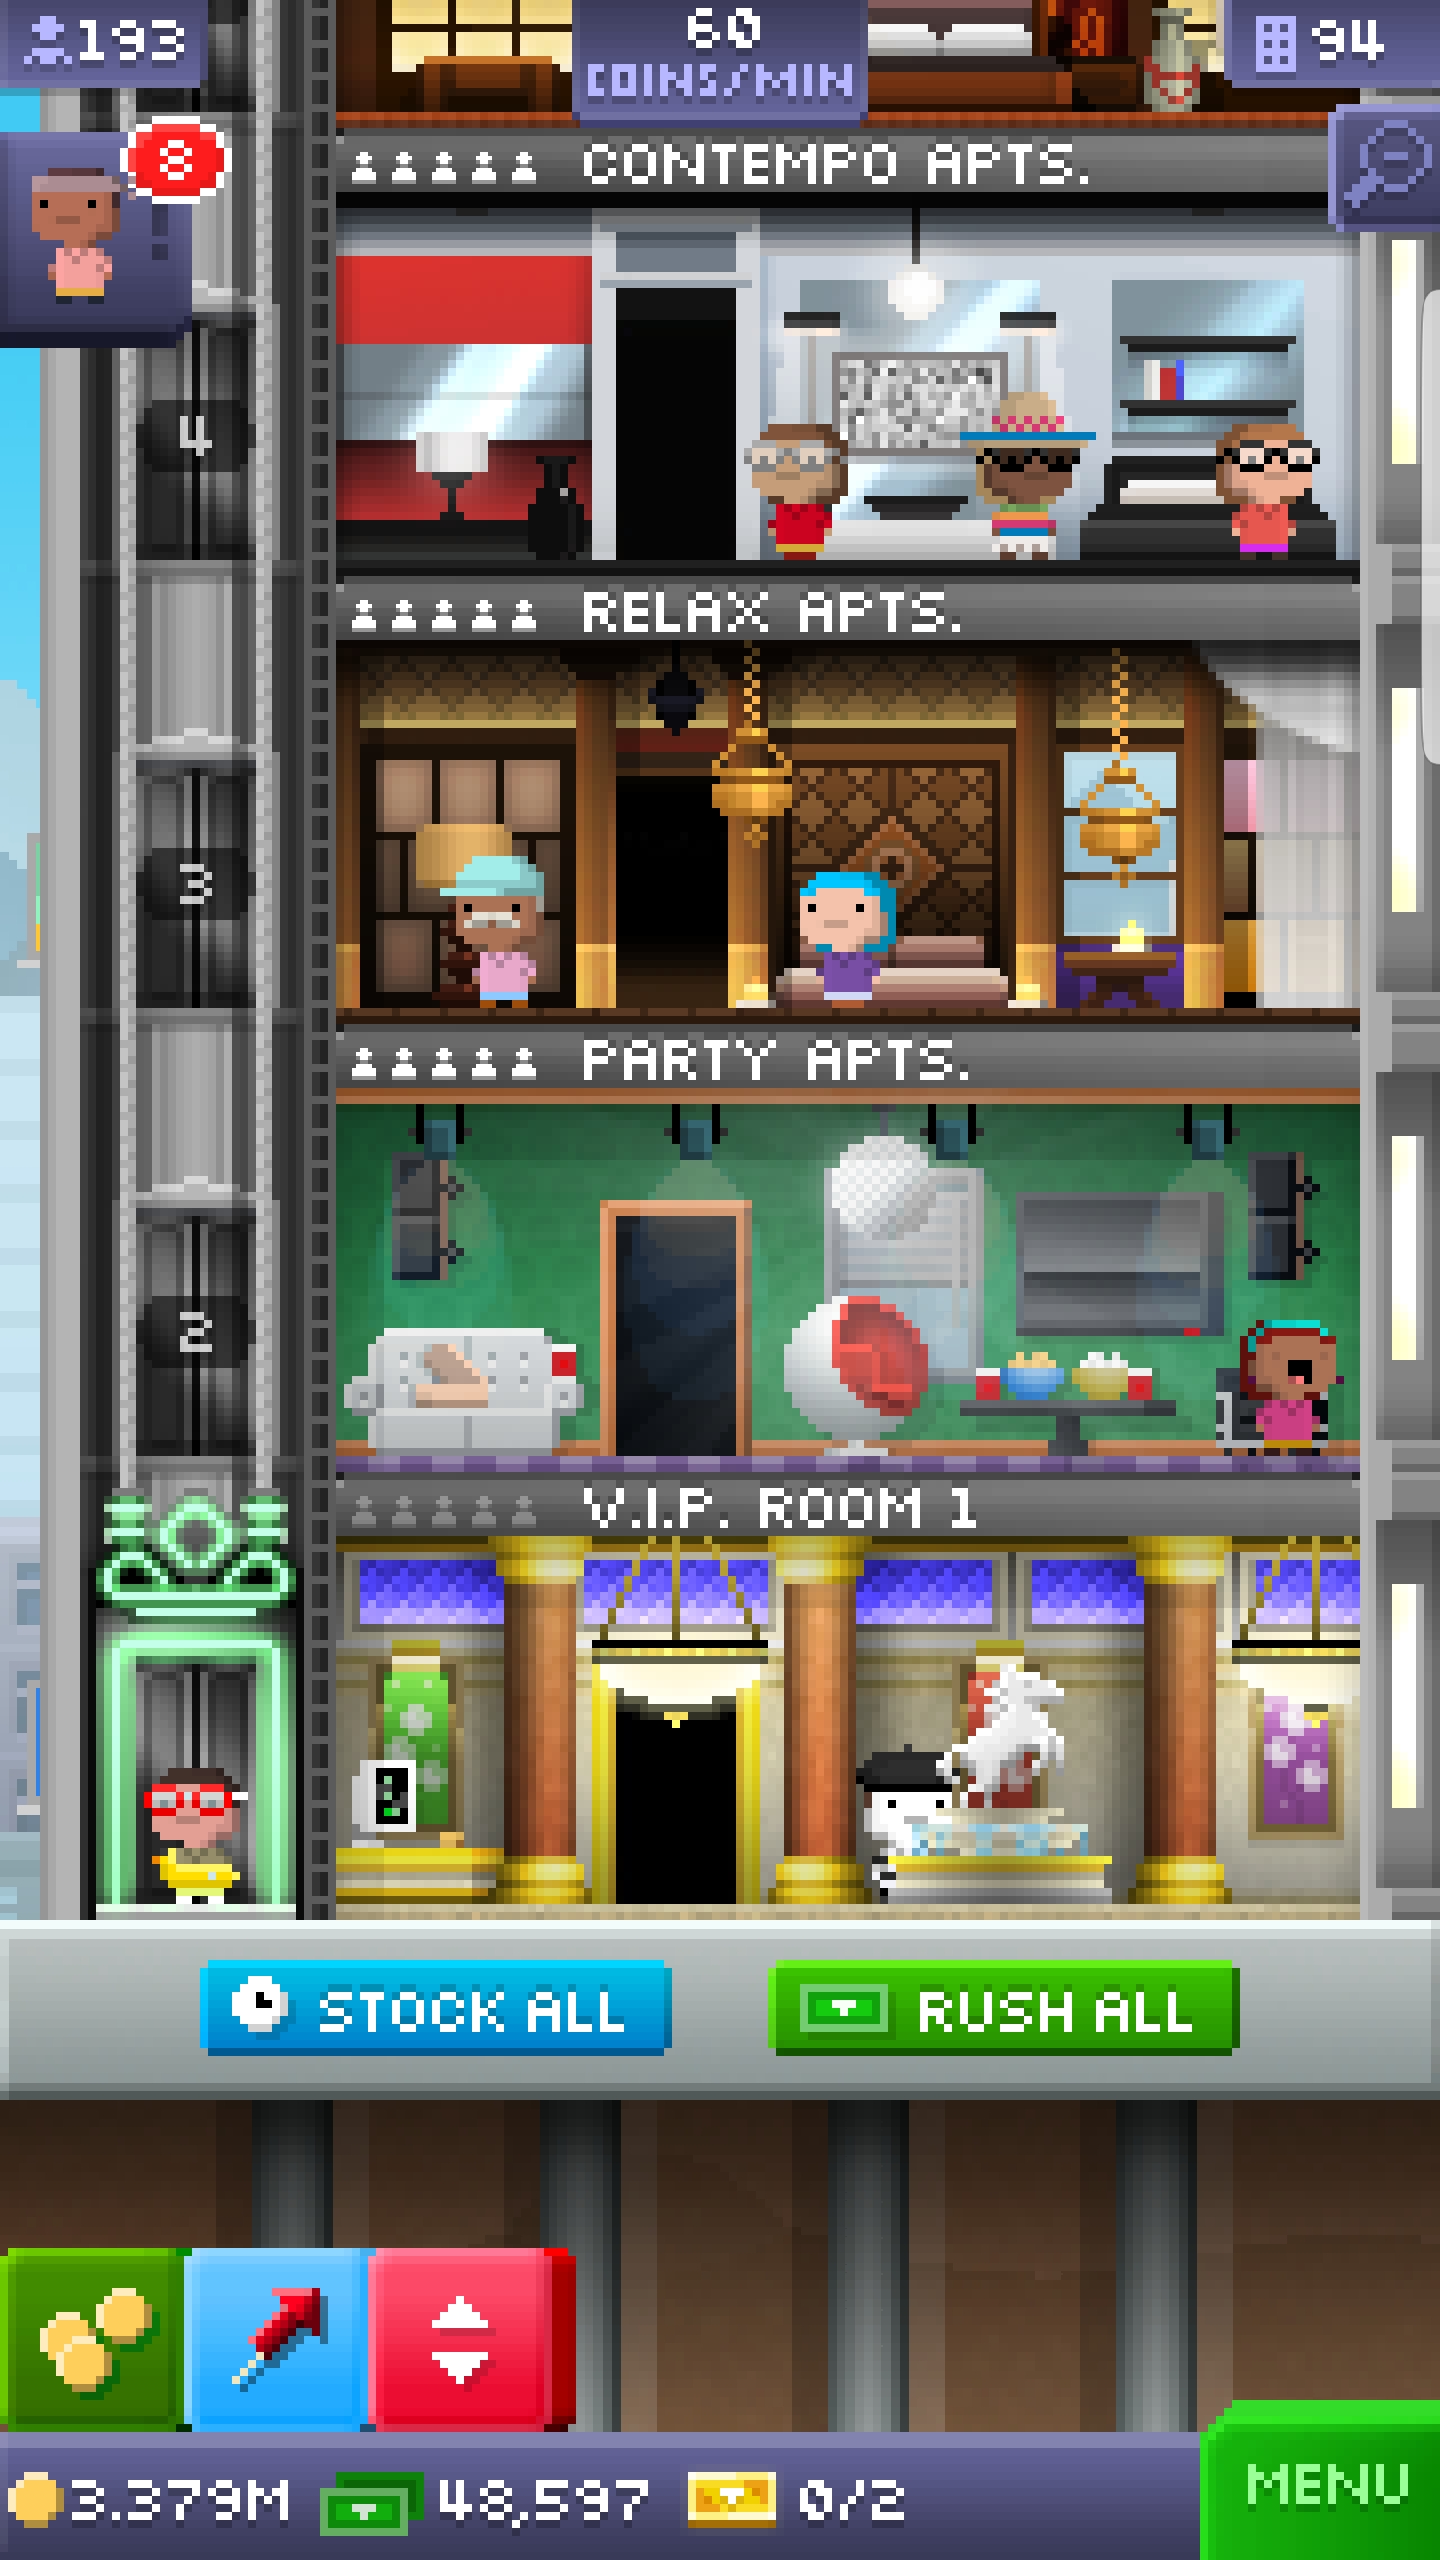 193
60
COINS/MIN
94
8
CONTEMPO APTS.
4
RELAX APTS.
3
PARTY APTS.
2
V.I.P. ROOM 1
STOCK ALL
RUSH ALL
3.379M
48,597
0/2
MENU